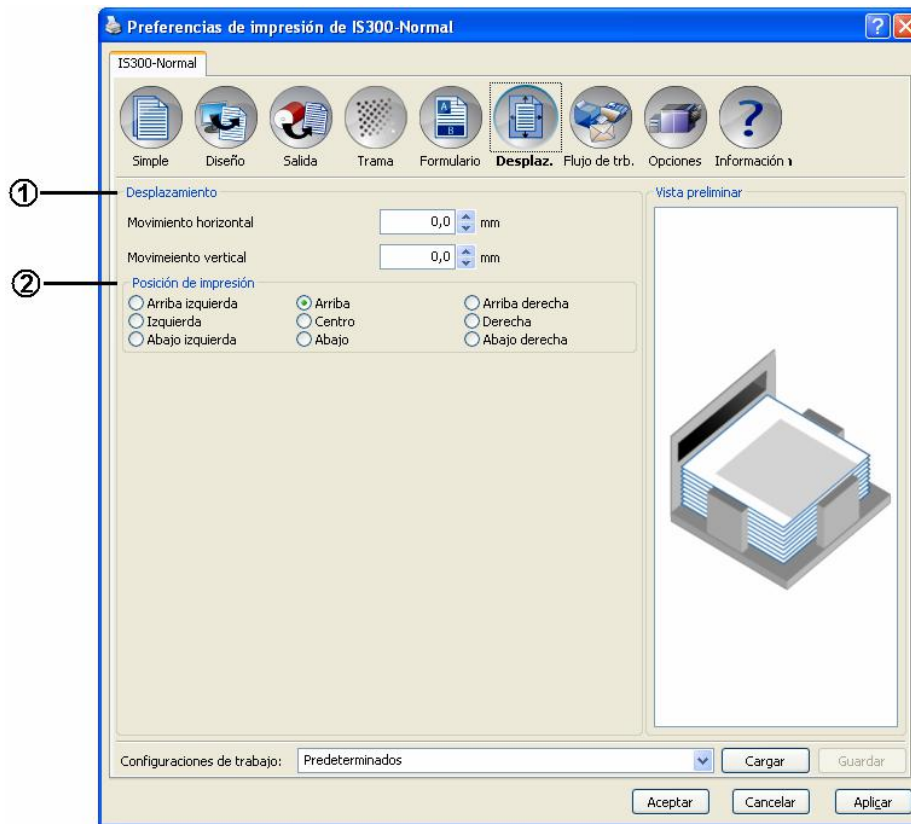 Preferencias de impresión de IS300-Normal
IS300-Normal
Simple Diseño Salida Trama Formulario Desplaz. Flujo de trb. Opciones Información
① Desplazamiento Vista preliminar
Movimiento horizontal 0,0 mm
Movimeiento vertical 0,0 mm
② Posición de impresión
Arriba izquierda Arriba Arriba derecha
Izquierda Centro Derecha
Abajo izquierda Abajo Abajo derecha
Configuraciones de trabajo: Predeterminados Cargar Guardar
Aceptar Cancelar Aplicar